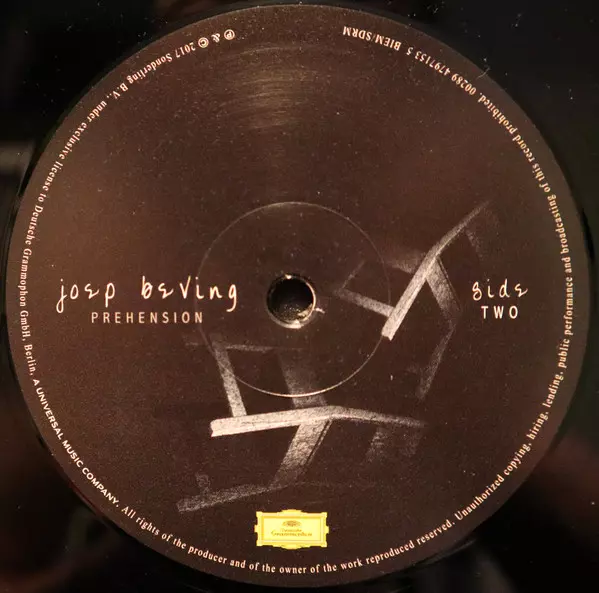 joep beving
PREHENSION
side
TWO
℗ & © 2017 Sonderling B.V., under exclusive license to Deutsche Grammophon GmbH, Berlin, A UNIVERSAL MUSIC COMPANY. All rights of the producer and of the owner of the work reproduced reserved. Unauthorized copying, hiring, lending, public performance and broadcasting of this record prohibited. 00289 4797153 5 BIEM/SDRM
Deutsche
Grammophon